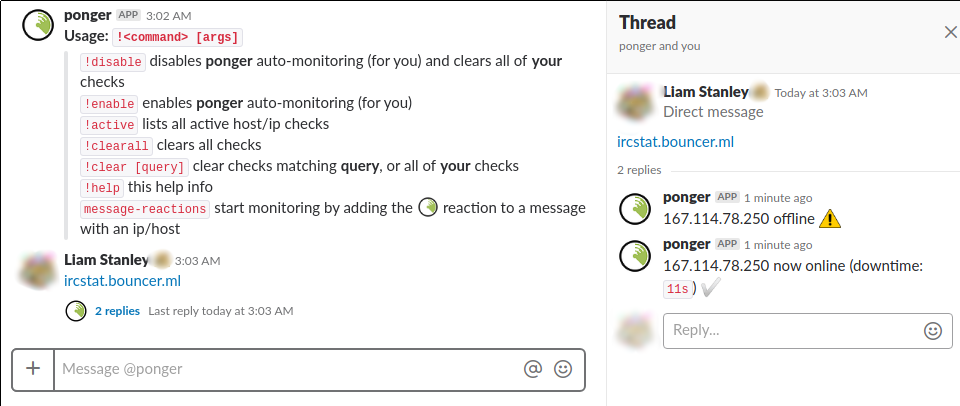 ponger APP 3:02 AM
Usage: !<command> [args]
!disable disables ponger auto-monitoring (for you) and clears all of your
checks
!enable enables ponger auto-monitoring (for you)
!active lists all active host/ip checks
!clearall clears all checks
!clear [query] clear checks matching query, or all of your checks
!help this help info
message-reactions start monitoring by adding the reaction to a message
with an ip/host
Liam Stanley 3:03 AM
ircstat.bouncer.ml
2 replies Last reply today at 3:03 AM
+ Message @ponger @
Thread
ponger and you
Liam Stanley Today at 3:03 AM
Direct message
ircstat.bouncer.ml
2 replies
ponger APP 1 minute ago
167.114.78.250 offline
ponger APP 1 minute ago
167.114.78.250 now online (downtime:
11s)
Reply...